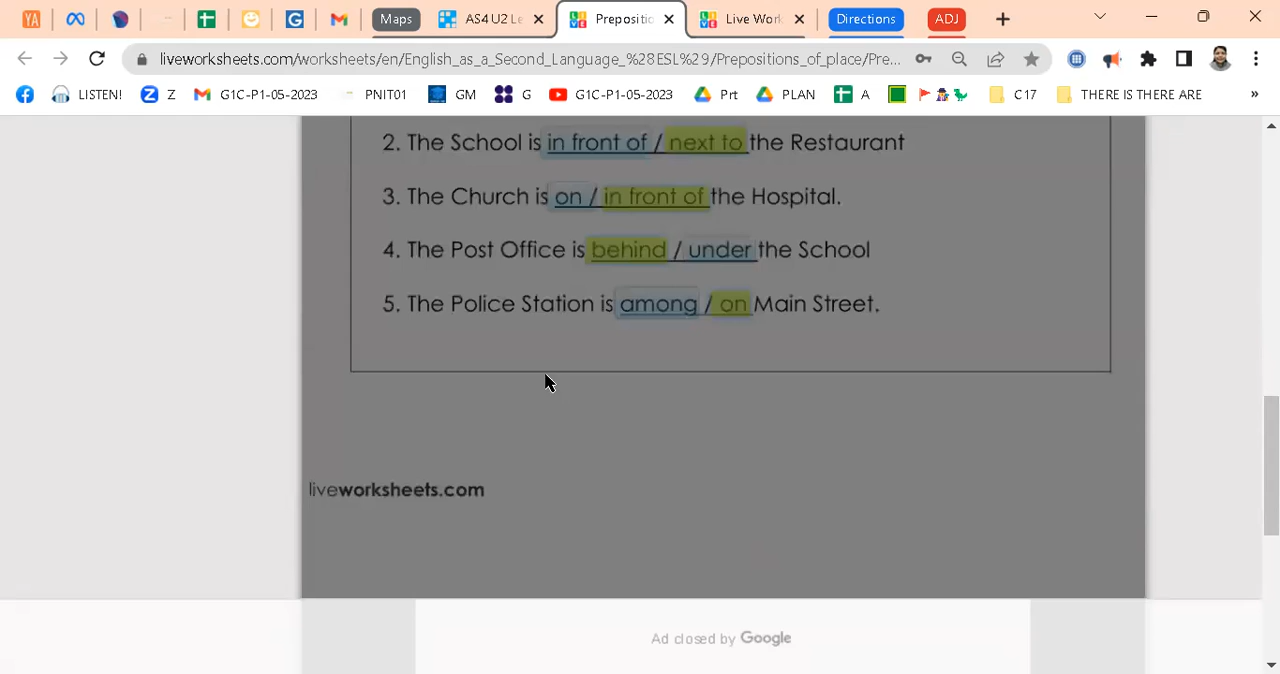 Maps
AS4 U2 Le
Prepositio
Live Work
Directions
ADJ
liveworksheets.com/worksheets/en/English_as_a_Second_Language_%28ESL%29/Prepositions_of_place/Pre...
LISTEN!
Z
G1C-P1-05-2023
PNIT01
GM
G
G1C-P1-05-2023
Prt
PLAN
A
C17
THERE IS THERE ARE
»
2. The School is in front of / next to the Restaurant
3. The Church is on / in front of the Hospital.
4. The Post Office is behind / under the School
5. The Police Station is among / on Main Street.
liveworksheets.com
Ad closed by Google